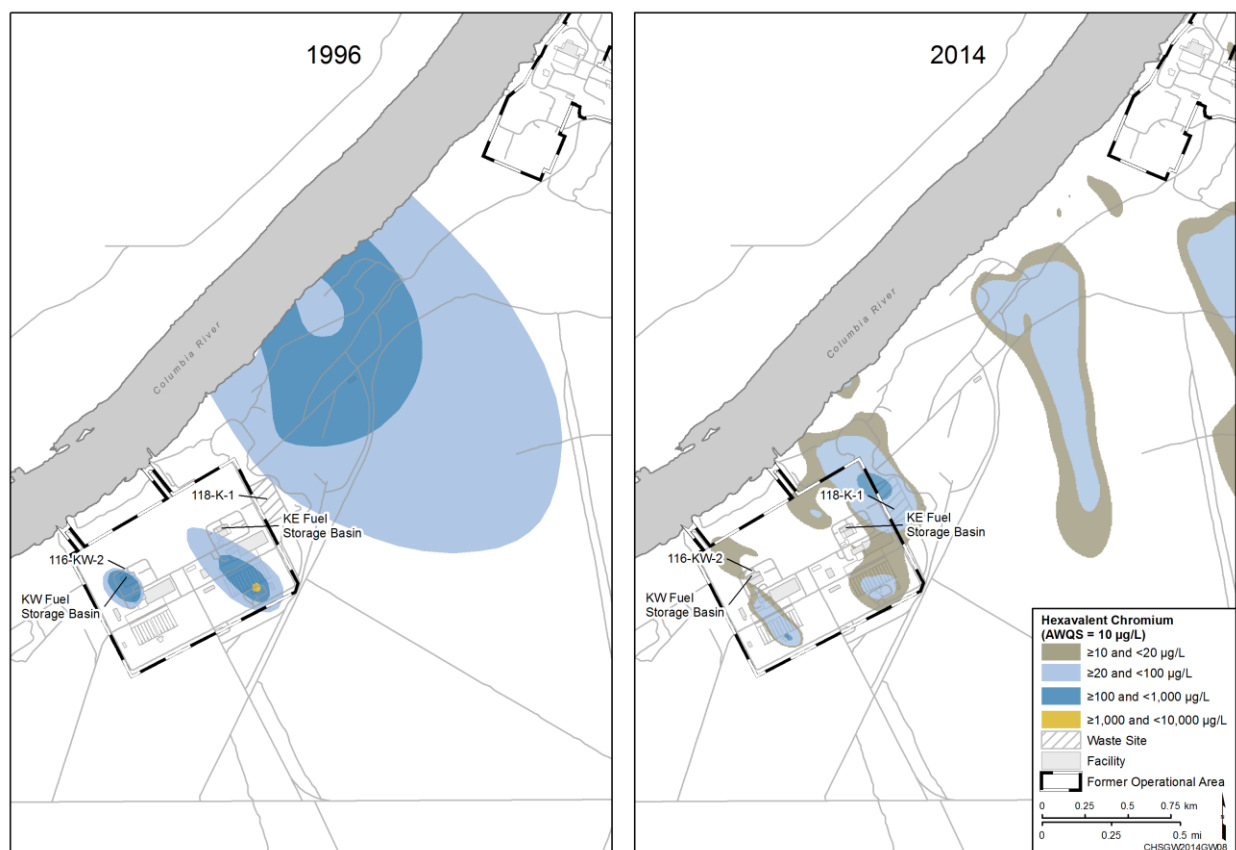 1996
Columbia River
118-K-1
KE Fuel
Storage Basin
116-KW-2
KW Fuel
Storage Basin
2014
Columbia River
118-K-1
KE Fuel
Storage Basin
116-KW-2
KW Fuel
Storage Basin
Hexavalent Chromium
(AWQS = 10 µg/L)
≥10 and <20 µg/L
≥20 and <100 µg/L
≥100 and <1,000 µg/L
≥1,000 and <10,000 µg/L
Waste Site
Facility
Former Operational Area
0 0.25 0.5 0.75 km
0 0.25 0.5 mi
CHSGW2014GW08